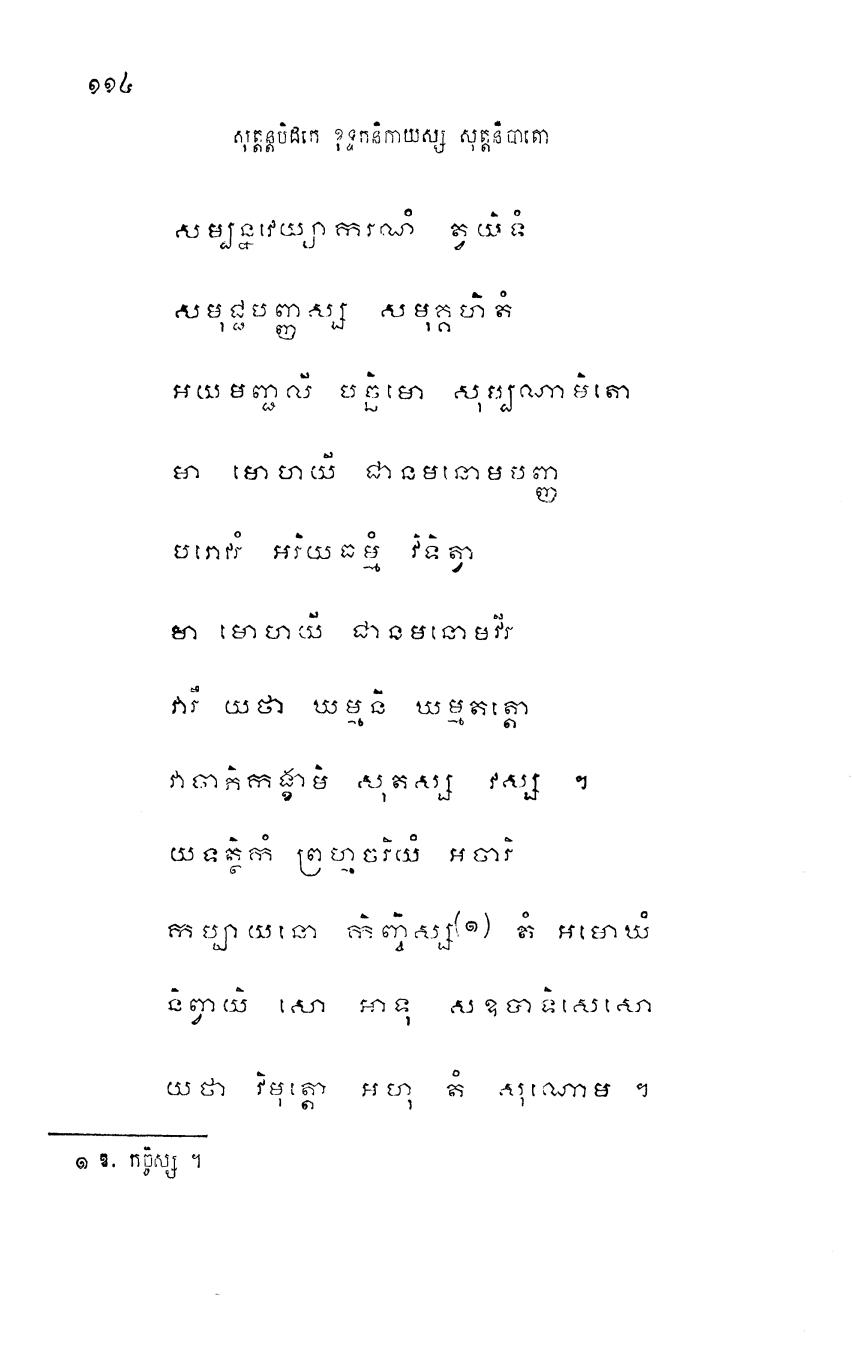 ១១៤
សុត្តន្តបិដកេ ខុទ្ទកនិកាយស្ស សុត្តនិបាតោ
សម្បន្នវេយ្យាករណំ ត្វយិទំ
សមុជ្ជបញ្ញស្ស សមុក្គហិតំ
អយមញ្ជលី បច្ឆិមោ សុប្បណាមិតោ
មា មោហយី ជានមនោមបញ្ញ
បរោវរំ អរិយធម្មំ វិទិត្វា
មា មោហយី ជានមនោមវីរ
វារឹ យថា ឃម្មនិ ឃម្មតត្តោ
វាចាភិកង្ខាមិ សុតស្ស វស្ស ។
យទត្ថិកំ ព្រហ្មចរិយំ អចារិ
កប្បាយនោ កិញ្ចិស្ស(១) តំ អមោឃំ
និព្វាយិ សោ អាទុ សឧបាទិសេសោ
យថា វិមុត្តោ អហុ តំ សុណោម ។
១ ឱ. កច្ចិស្ស ។